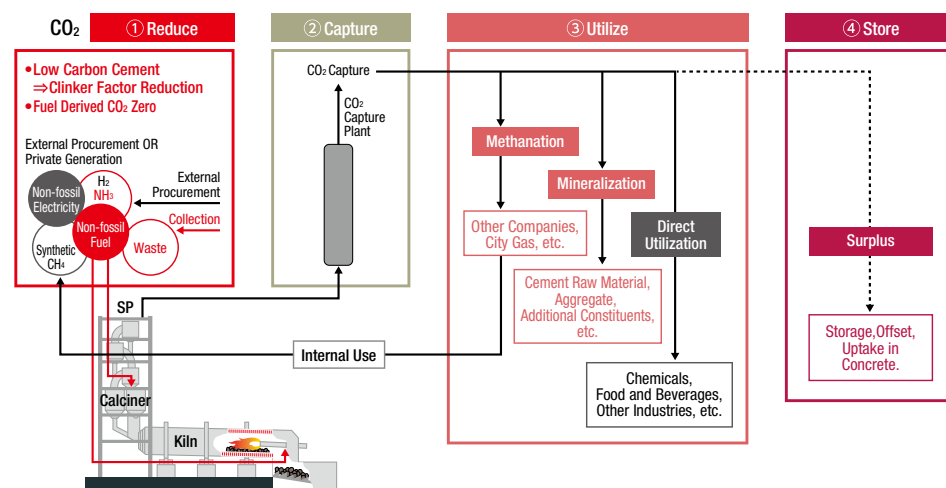 CO2
① Reduce
② Capture
③ Utilize
④ Store
•Low Carbon Cement
⇒Clinker Factor Reduction
•Fuel Derived CO2 Zero
External Procurement OR
Private Generation
Non-fossil
Electricity
H2
NH3
External
Procurement
Collection
Non-fossil
Fuel
Synthetic
CH4
Waste
CO2 Capture
CO2
Capture
Plant
Methanation
Mineralization
Direct
Utilization
Other Companies,
City Gas, etc.
Cement Raw Material,
Aggregate,
Additional Constituents,
etc.
Chemicals,
Food and Beverages,
Other Industries, etc.
Surplus
Storage,Offset,
Uptake in
Concrete.
Internal Use
SP
Calciner
Kiln